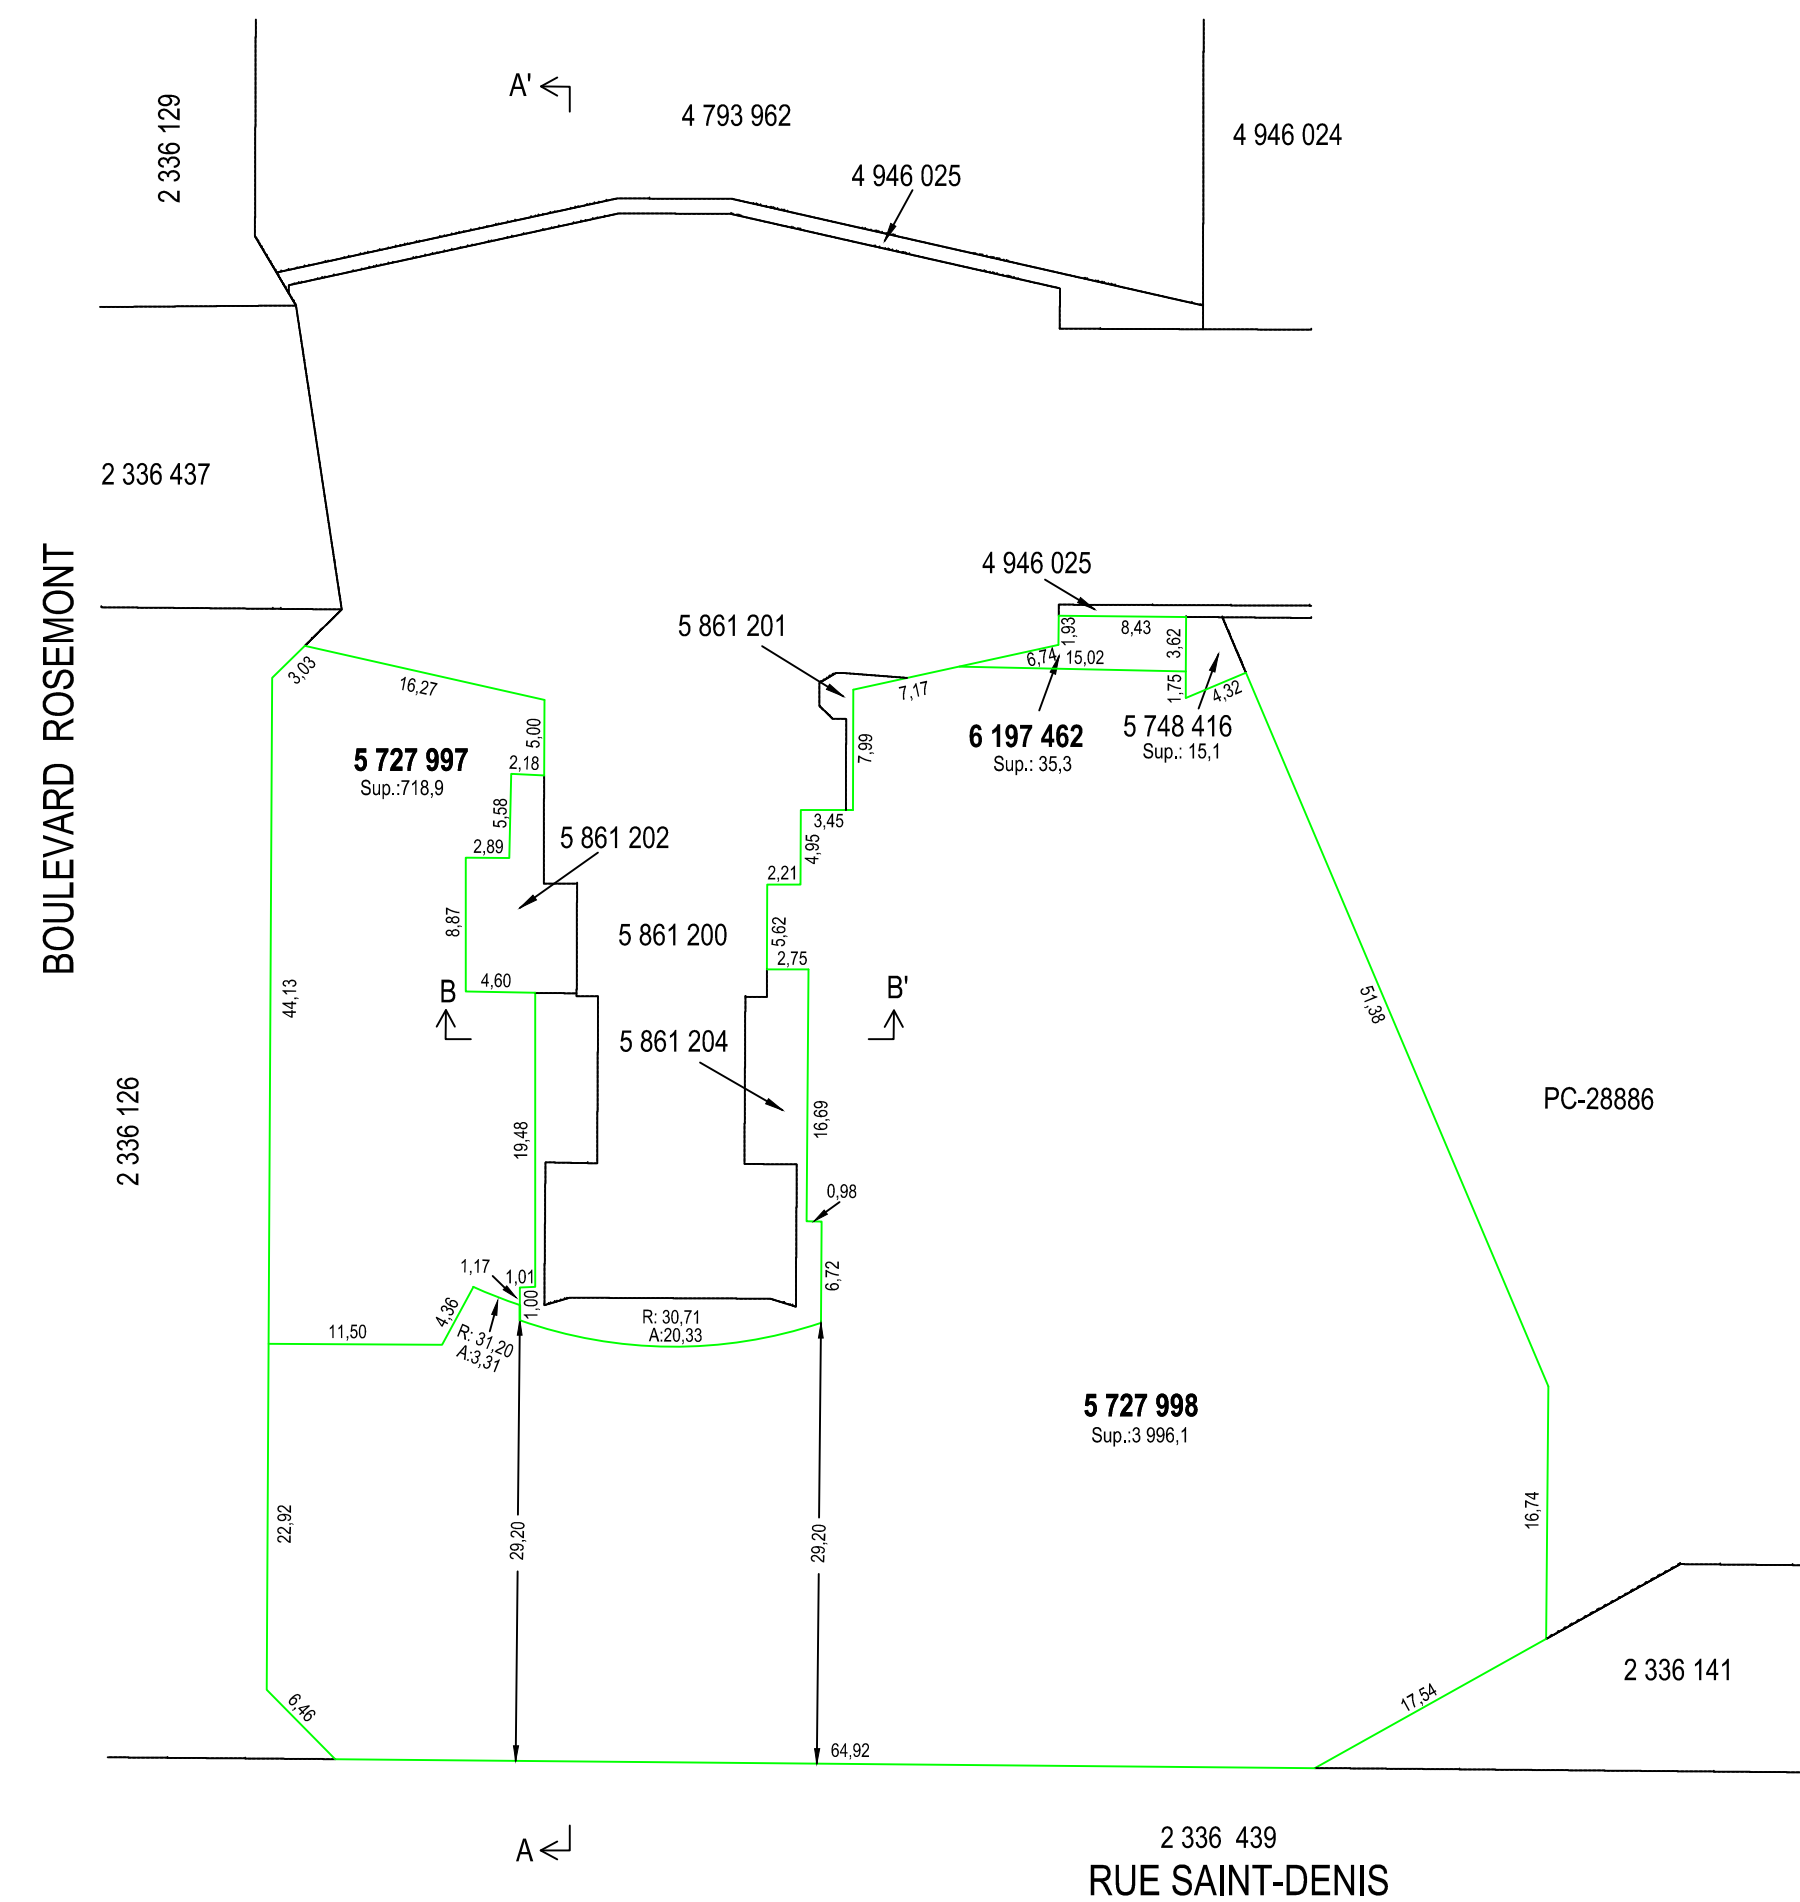 A'
4 793 962
2 336 129
4 946 024
4 946 025
2 336 437
BOULEVARD ROSEMONT
4 946 025
5 861 201
1,93
8,43
3,62
6,74
15,02
3,03
16,27
7,17
1,75
4,32
5,00
7,99
6 197 462
Sup.: 35,3
5 748 416
Sup.: 15,1
5 727 997
Sup.:718,9
2,18
5,58
3,45
2,89
5 861 202
4,95
2,21
8,87
5 861 200
5,62
2,75
4,60
B
B'
44,13
51,38
5 861 204
2 336 126
PC-28886
19,48
16,69
0,98
1,17
1,01
1,00
6,72
4,36
R: 31,20
A:3,31
R: 30,71
A:20,33
11,50
5 727 998
Sup.:3 996,1
22,92
29,20
29,20
16,74
6,46
17,54
2 336 141
64,92
A
2 336 439
RUE SAINT-DENIS